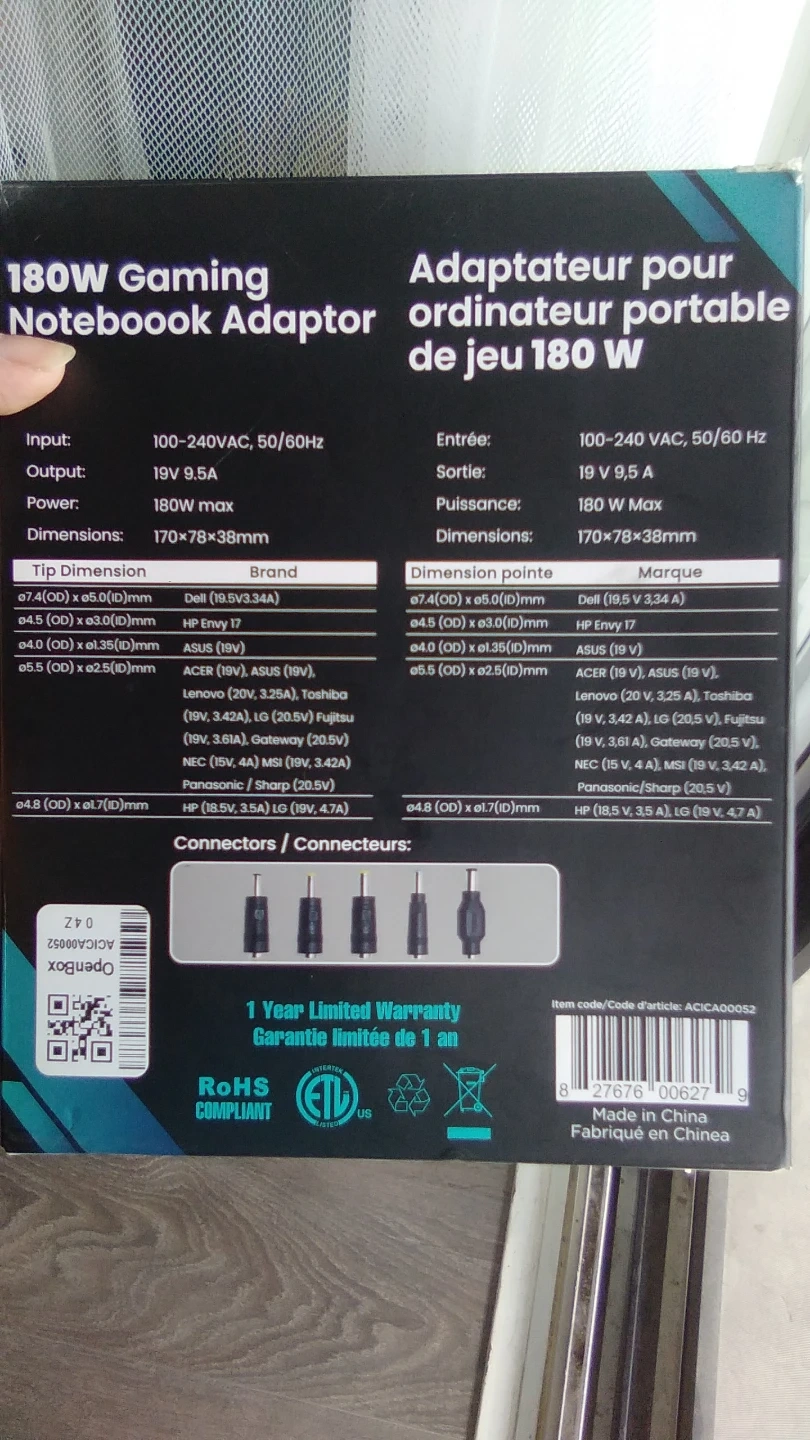 180W Gaming
Noteboook Adaptor
Input: 100-240VAC, 50/60Hz
Output: 19V 9.5A
Power: 180W max
Dimensions: 170×78×38mm
Tip Dimension Brand
ø7.4(OD) x ø5.0(ID)mm Dell (19.5V3.34A)
ø4.5 (OD) x ø3.0(ID)mm HP Envy 17
ø4.0 (OD) x ø1.35(ID)mm ASUS (19V)
ø5.5 (OD) x ø2.5(ID)mm ACER (19V), ASUS (19V),
Lenovo (20V, 3.25A), Toshiba
(19V, 3.42A), LG (20.5V) Fujitsu
(19V, 3.61A), Gateway (20.5V)
NEC (15V, 4A) MSI (19V, 3.42A)
Panasonic / Sharp (20.5V)
ø4.8 (OD) x ø1.7(ID)mm HP (18.5V, 3.5A) LG (19V, 4.7A)
Adaptateur pour
ordinateur portable
de jeu 180 W
Entrée: 100-240 VAC, 50/60 Hz
Sortie: 19 V 9,5 A
Puissance: 180 W Max
Dimensions: 170×78×38mm
Dimension pointe Marque
ø7.4(OD) x ø5.0(ID)mm Dell (19,5 V 3,34 A)
ø4.5 (OD) x ø3.0(ID)mm HP Envy 17
ø4.0 (OD) x ø1.35(ID)mm ASUS (19 V)
ø5.5 (OD) x ø2.5(ID)mm ACER (19 V), ASUS (19 V),
Lenovo (20 V, 3,25 A), Toshiba
(19 V, 3,42 A), LG (20,5 V), Fujitsu
(19 V, 3,61 A), Gateway (20,5 V),
NEC (15 V, 4 A), MSI (19 V, 3,42 A),
Panasonic/Sharp (20,5 V)
ø4.8 (OD) x ø1.7(ID)mm HP (18,5 V, 3,5 A), LG (19 V, 4,7 A)
Connectors / Connecteurs:
OpenBox
ACICA00052
0 4 Z
1 Year Limited Warranty
Garantie limitée de 1 an
RoHS
COMPLIANT
INTERTEK
ETL
LISTED
US
Item code/Code d'article: ACICA00052
8 27676 00627 9
Made in China
Fabriqué en Chinea